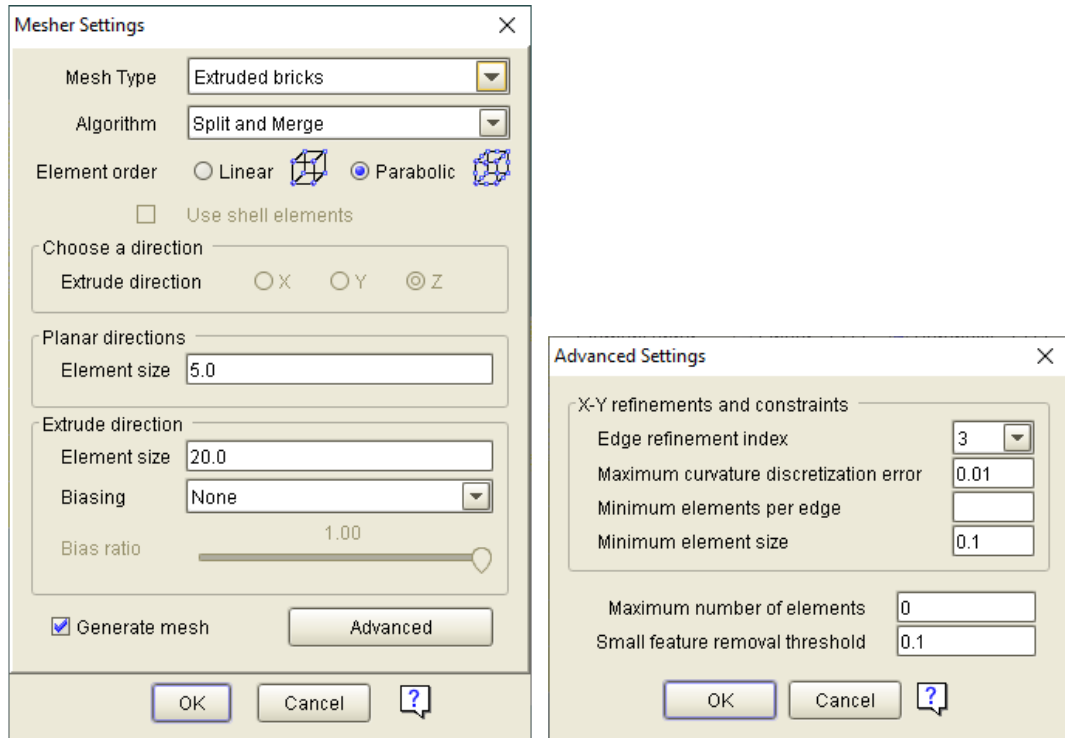 Mesher Settings
Mesh Type Extruded bricks
Algorithm Split and Merge
Element order Linear Parabolic
Use shell elements
Choose a direction
Extrude direction X Y Z
Planar directions
Element size 5.0
Extrude direction
Element size 20.0
Biasing None
1.00
Bias ratio
Generate mesh Advanced
OK Cancel ?
Advanced Settings
X-Y refinements and constraints
Edge refinement index 3
Maximum curvature discretization error 0.01
Minimum elements per edge
Minimum element size 0.1
Maximum number of elements 0
Small feature removal threshold 0.1
OK Cancel ?